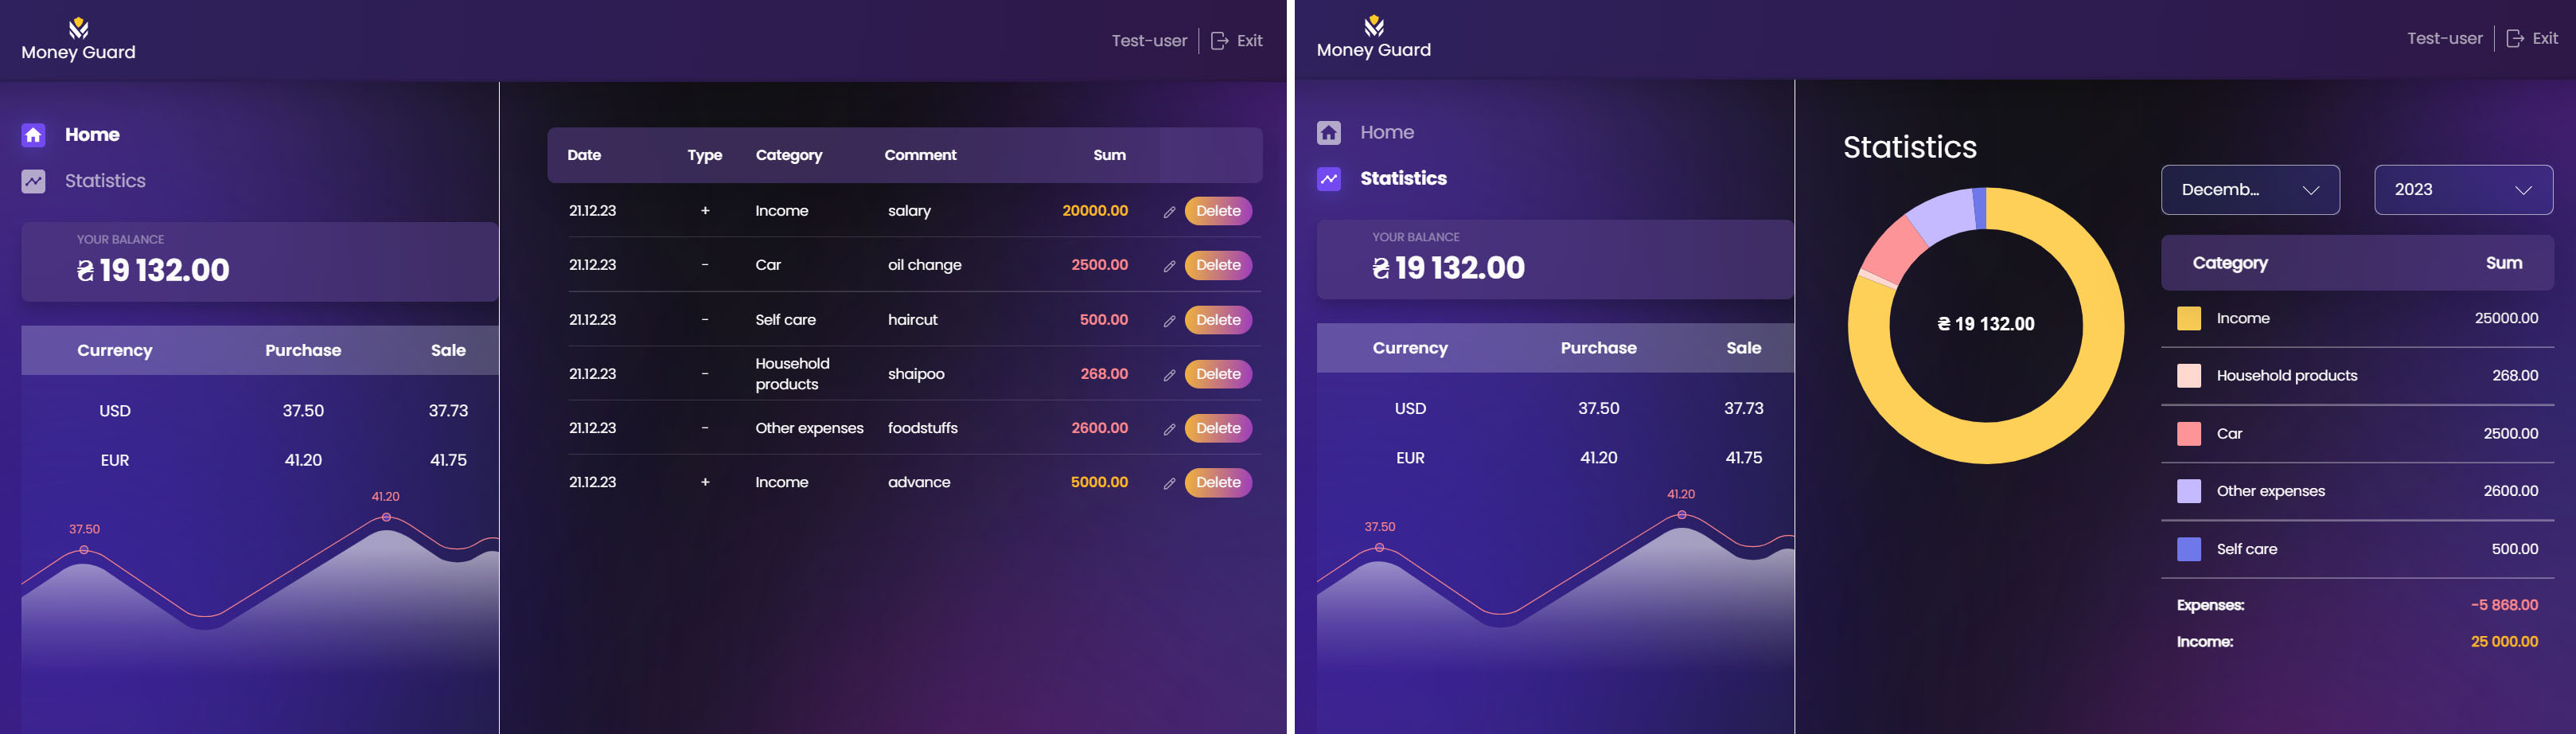 Money Guard
Test-user
Exit
Home
Statistics
YOUR BALANCE
₴ 19 132.00
Currency Purchase Sale
USD 37.50 37.73
EUR 41.20 41.75
41.20
37.50
Date Type Category Comment Sum
21.12.23 + Income salary 20000.00 Delete
21.12.23 - Car oil change 2500.00 Delete
21.12.23 - Self care haircut 500.00 Delete
21.12.23 - Household products shaipoo 268.00 Delete
21.12.23 - Other expenses foodstuffs 2600.00 Delete
21.12.23 + Income advance 5000.00 Delete
Money Guard
Test-user
Exit
Home
Statistics
YOUR BALANCE
₴ 19 132.00
Currency Purchase Sale
USD 37.50 37.73
EUR 41.20 41.75
41.20
37.50
Statistics
Decemb... 2023
₴ 19 132.00
Category Sum
Income 25000.00
Household products 268.00
Car 2500.00
Other expenses 2600.00
Self care 500.00
Expenses: -5 868.00
Income: 25 000.00